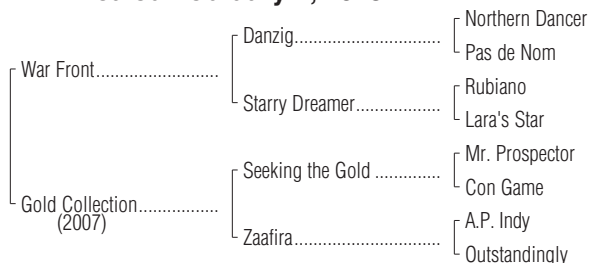 Northern Dancer
Danzig
Pas de Nom
War Front
Rubiano
Starry Dreamer
Lara's Star
Mr. Prospector
Seeking the Gold
Con Game
Gold Collection
(2007)
A.P. Indy
Zaafira
Outstandingly